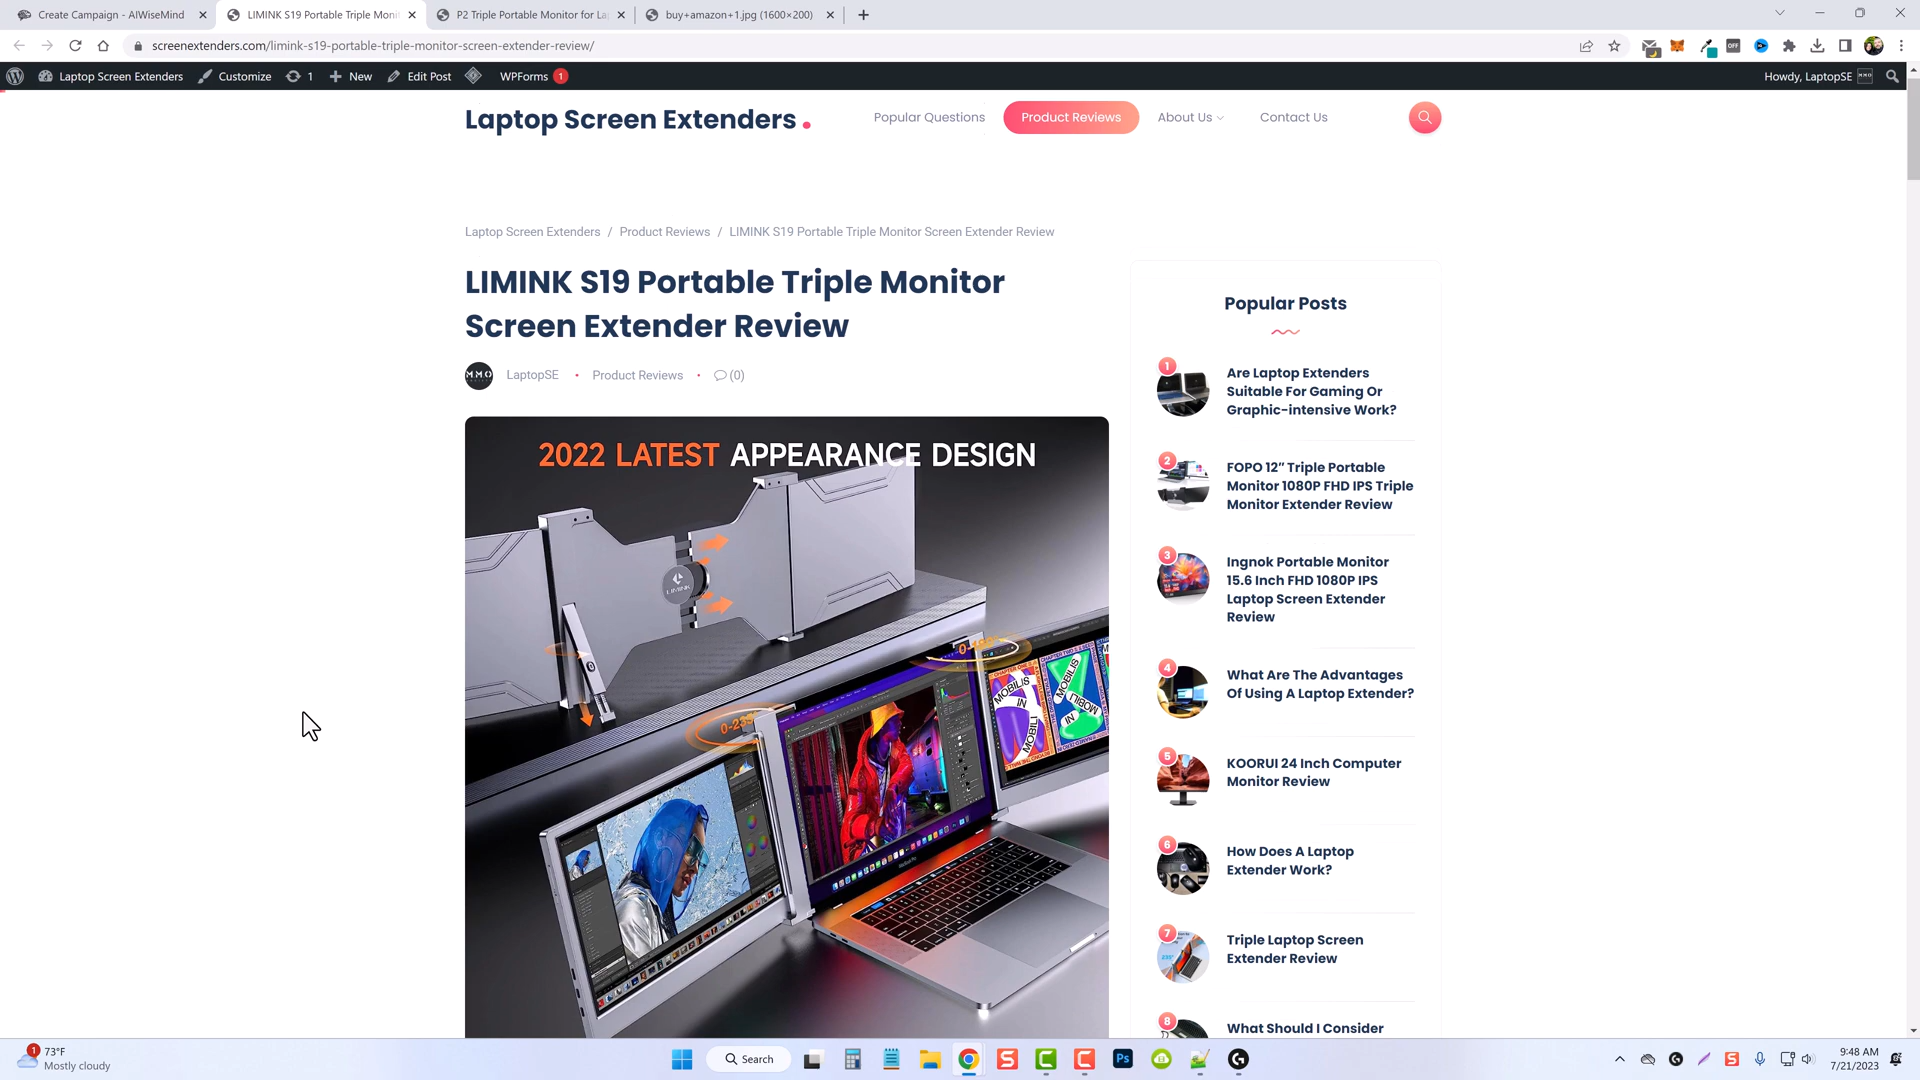 Create Campaign - AIWiseMind
LIMINK S19 Portable Triple Monit
P2 Triple Portable Monitor for La
buy+amazon+1.jpg (1600×200)
screenextenders.com/limink-s19-portable-triple-monitor-screen-extender-review/
Laptop Screen Extenders
Customize
1
New
Edit Post
WPForms 1
Howdy, LaptopSE
Laptop Screen Extenders .
Popular Questions
Product Reviews
About Us
Contact Us
Laptop Screen Extenders / Product Reviews / LIMINK S19 Portable Triple Monitor Screen Extender Review
LIMINK S19 Portable Triple Monitor
Screen Extender Review
LaptopSE • Product Reviews • (0)
2022 LATEST APPEARANCE DESIGN
LIMINK
MOBILIS
IN
MOBILI
Popular Posts
1
Are Laptop Extenders
Suitable For Gaming Or
Graphic-intensive Work?
2
FOPO 12″ Triple Portable
Monitor 1080P FHD IPS Triple
Monitor Extender Review
3
Ingnok Portable Monitor
15.6 Inch FHD 1080P IPS
Laptop Screen Extender
Review
4
What Are The Advantages
Of Using A Laptop Extender?
5
KOORUI 24 Inch Computer
Monitor Review
6
How Does A Laptop
Extender Work?
7
Triple Laptop Screen
Extender Review
8
What Should I Consider
1
73°F
Mostly cloudy
Search
Ps
9:48 AM
7/21/2023